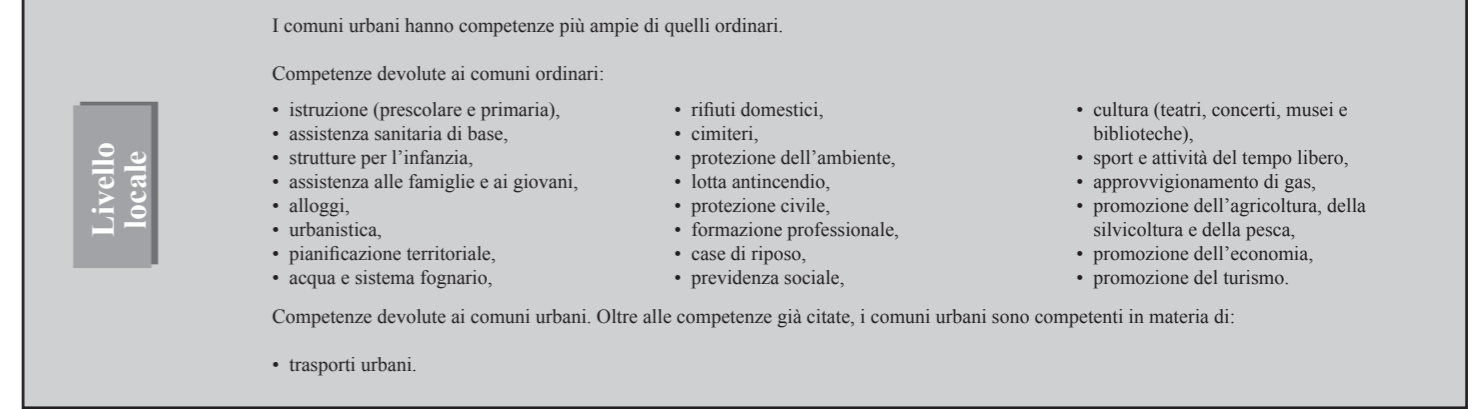 I comuni urbani hanno competenze più ampie di quelli ordinari.
Competenze devolute ai comuni ordinari:
Livello
locale
• istruzione (prescolare e primaria),
• assistenza sanitaria di base,
• strutture per l'infanzia,
• assistenza alle famiglie e ai giovani,
• alloggi,
• urbanistica,
• pianificazione territoriale,
• acqua e sistema fognario,
• rifiuti domestici,
• cimiteri,
• protezione dell'ambiente,
• lotta antincendio,
• protezione civile,
• formazione professionale,
• case di riposo,
• previdenza sociale,
• cultura (teatri, concerti, musei e
biblioteche),
• sport e attività del tempo libero,
• approvvigionamento di gas,
• promozione dell'agricoltura, della
silvicoltura e della pesca,
• promozione dell'economia,
• promozione del turismo.
Competenze devolute ai comuni urbani. Oltre alle competenze già citate, i comuni urbani sono competenti in materia di:
• trasporti urbani.